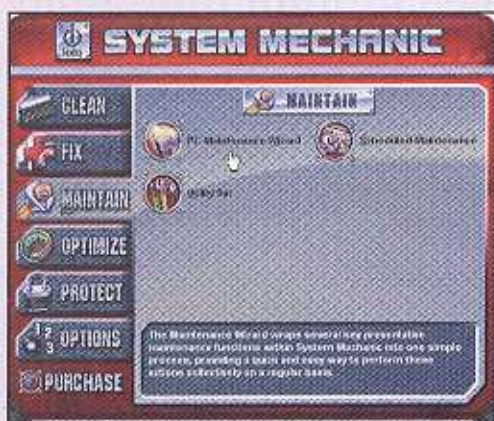 iolo
SYSTEM MECHANIC
CLEAN
FIX
MAINTAIN
OPTIMIZE
PROTECT
1 2 3 OPTIONS
PURCHASE
MAINTAIN
PC Maintenance Wizard
Scheduled Maintenance
Utility Bar
The Maintenance Wizard wraps several key preventative
maintenance functions within System Mechanic into one simple
process, providing a quick and easy way to perform these
actions collectively on a regular basis.